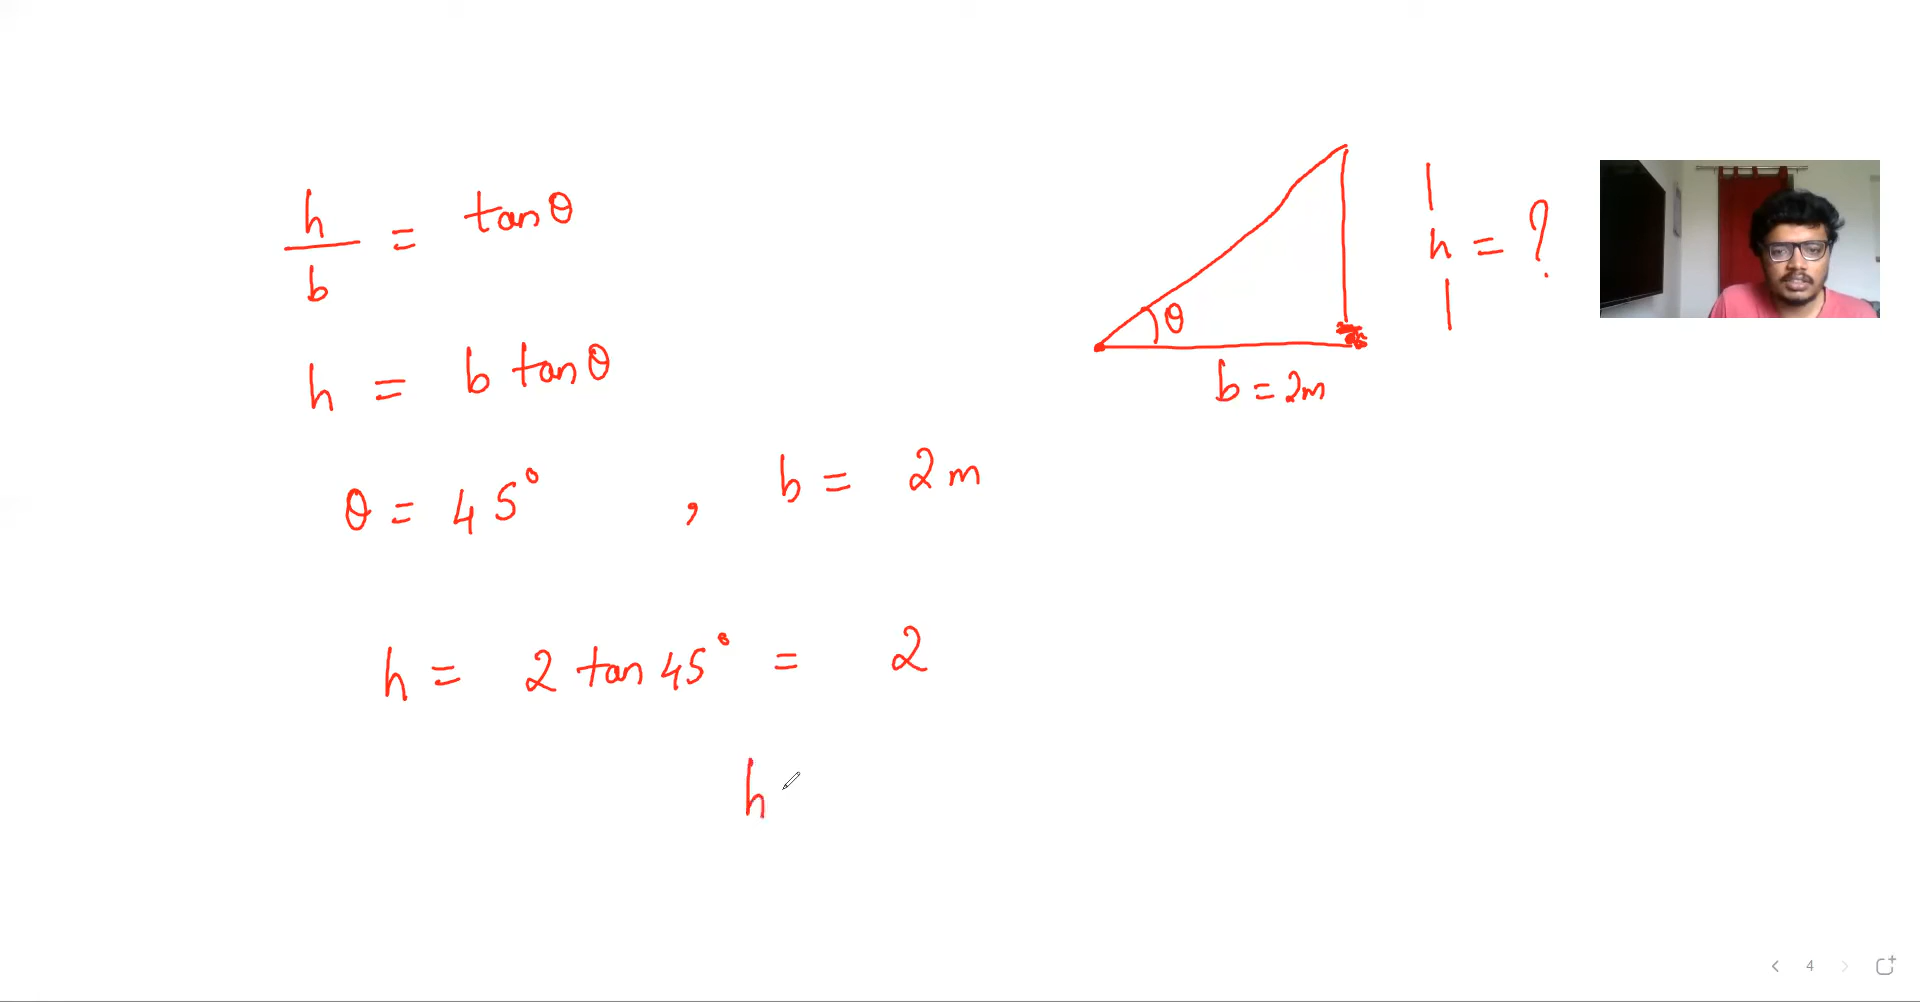 h/b = tanθ
h = b tanθ
θ = 45° , b = 2m
h = 2 tan 45° = 2
h
θ
b = 2m
h = ?
4